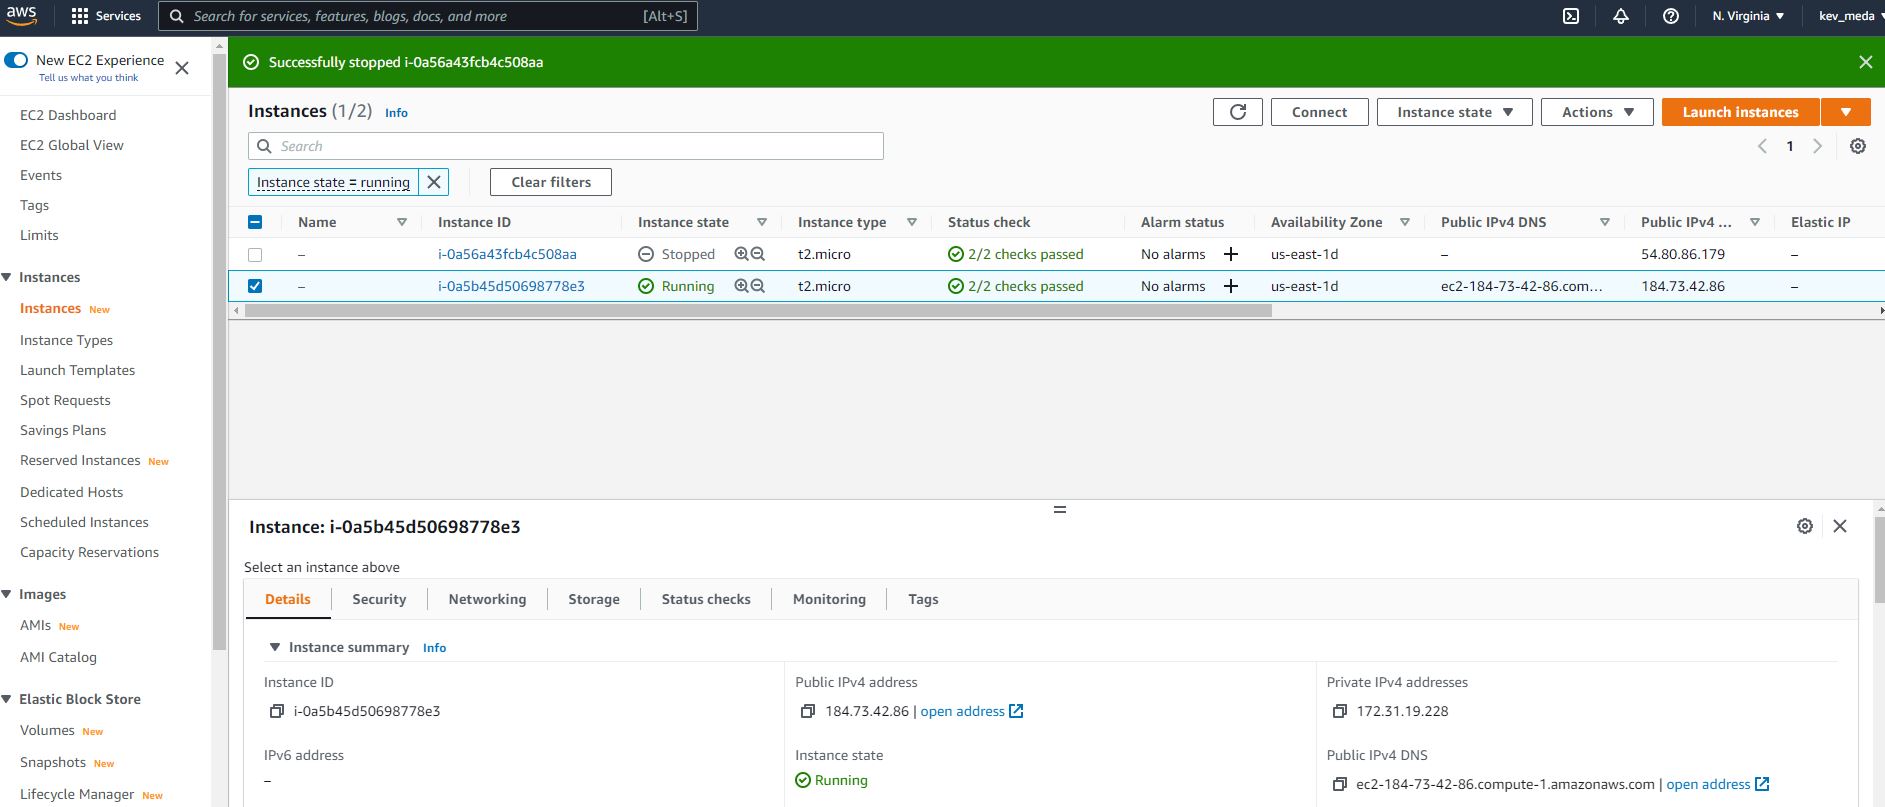 aws Services Search for services, features, blogs, docs, and more [Alt+S] N. Virginia kev_meda
New EC2 Experience
Tell us what you think
EC2 Dashboard
EC2 Global View
Events
Tags
Limits
Instances
Instances New
Instance Types
Launch Templates
Spot Requests
Savings Plans
Reserved Instances New
Dedicated Hosts
Scheduled Instances
Capacity Reservations
Images
AMIs New
AMI Catalog
Elastic Block Store
Volumes New
Snapshots New
Lifecycle Manager New
Successfully stopped i-0a56a43fcb4c508aa
Instances (1/2) Info Connect Instance state Actions Launch instances
Search 1
Instance state = running Clear filters
Name Instance ID Instance state Instance type Status check Alarm status Availability Zone Public IPv4 DNS Public IPv4 ... Elastic IP
– i-0a56a43fcb4c508aa Stopped t2.micro 2/2 checks passed No alarms us-east-1d – 54.80.86.179 –
– i-0a5b45d50698778e3 Running t2.micro 2/2 checks passed No alarms us-east-1d ec2-184-73-42-86.com... 184.73.42.86 –
Instance: i-0a5b45d50698778e3
Select an instance above
Details Security Networking Storage Status checks Monitoring Tags
Instance summary Info
Instance ID Public IPv4 address Private IPv4 addresses
i-0a5b45d50698778e3 184.73.42.86 | open address 172.31.19.228
IPv6 address Instance state Public IPv4 DNS
– Running ec2-184-73-42-86.compute-1.amazonaws.com | open address